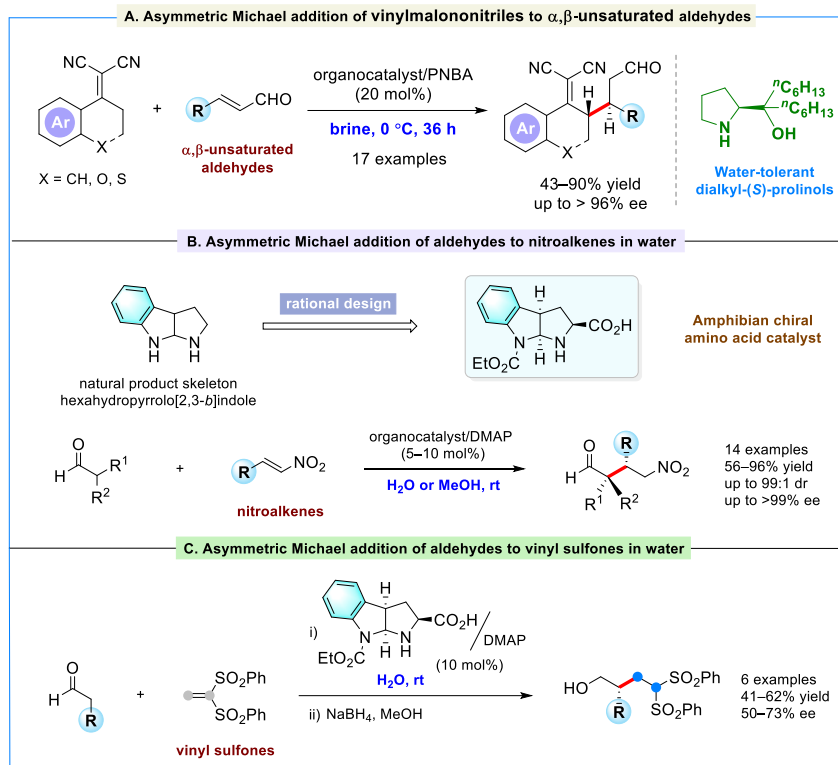 A. Asymmetric Michael addition of vinylmalononitriles to α,β-unsaturated aldehydes
NC CN
Ar
X
X = CH, O, S
+
R CHO
α,β-unsaturated
aldehydes
organocatalyst/PNBA
(20 mol%)
brine, 0 °C, 36 h
17 examples
NC CN CHO
H
H R
Ar
X
43–90% yield
up to > 96% ee
ⁿC₆H₁₃
ⁿC₆H₁₃
N
H
OH
Water-tolerant
dialkyl-(S)-prolinols
B. Asymmetric Michael addition of aldehydes to nitroalkenes in water
N
H
N
H
natural product skeleton
hexahydropyrrolo[2,3-b]indole
rational design
H
CO₂H
N
H
N
H
EtO₂C
Amphibian chiral
amino acid catalyst
O
H
R¹
R²
+
R NO₂
nitroalkenes
organocatalyst/DMAP
(5–10 mol%)
H₂O or MeOH, rt
O
R
H NO₂
R¹ R²
14 examples
56–96% yield
up to 99:1 dr
up to >99% ee
C. Asymmetric Michael addition of aldehydes to vinyl sulfones in water
O
H
R
+
SO₂Ph
SO₂Ph
vinyl sulfones
i)
H
CO₂H
N
H
N
H
EtO₂C
DMAP
(10 mol%)
H₂O, rt
ii) NaBH₄, MeOH
HO
R
SO₂Ph
SO₂Ph
6 examples
41–62% yield
50–73% ee